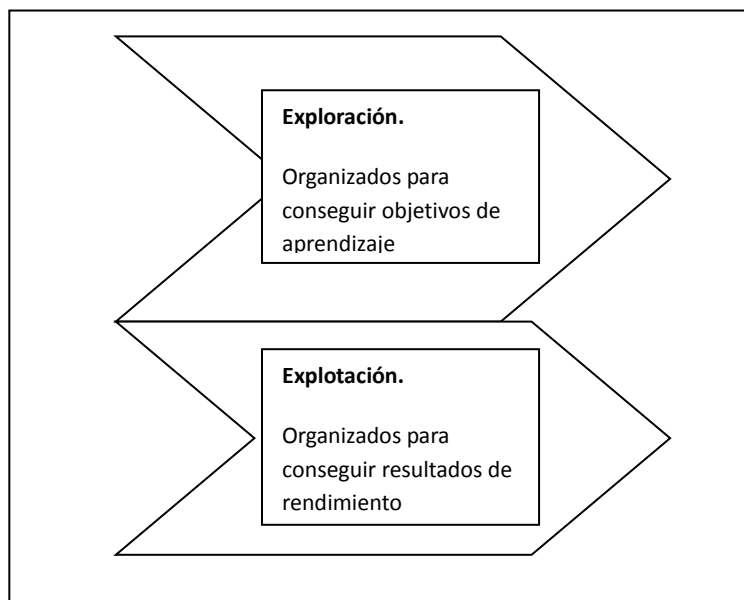 Exploración.
Organizados para
conseguir objetivos de
aprendizaje
Explotación.
Organizados para
conseguir resultados de
rendimiento